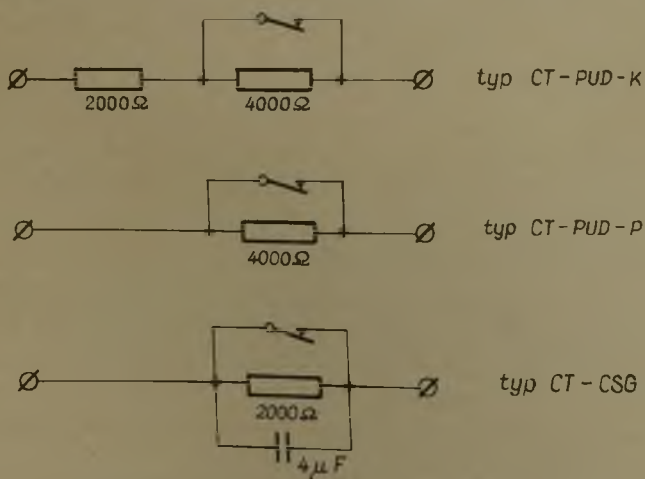 typ CT-PUD-K
2000Ω
4000Ω
typ CT-PUD-P
4000Ω
typ CT-CSG
2000Ω
4μF